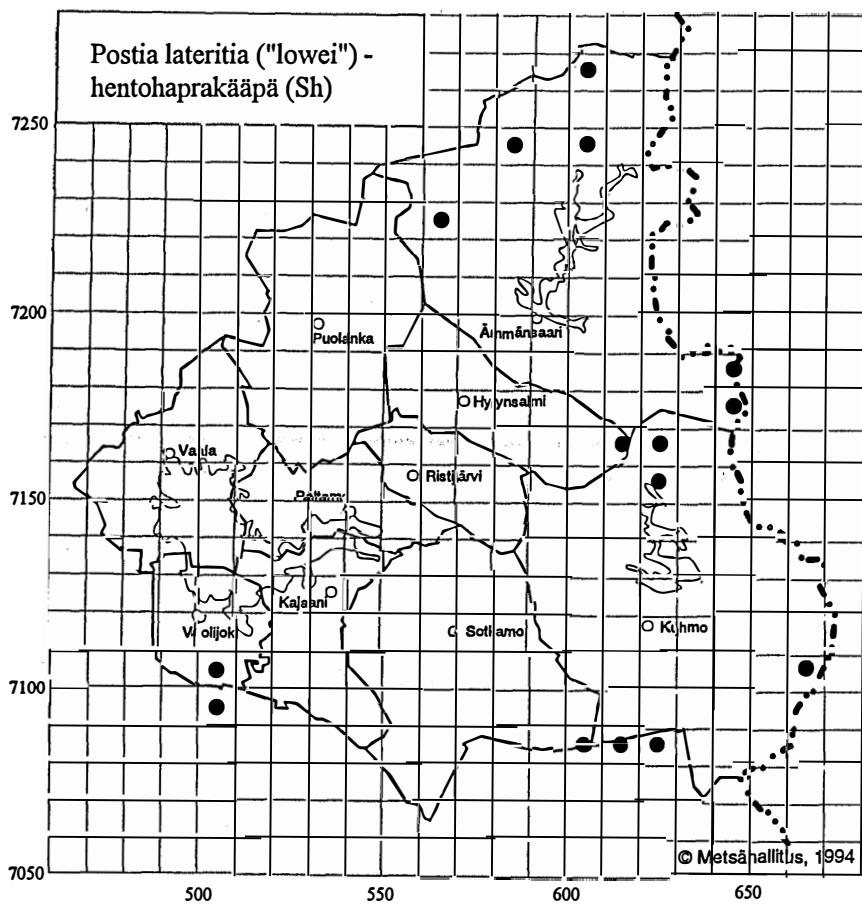 Postia lateritia ("lowei") -
hentohaprakääpä (Sh)
7250
7200
Ämmänsaari
Puolanka
Hyrynsalmi
Vaala
Ristijärvi
7150
Paltamo
Kajaani
Vuolijoki
Sotkamo
Kuhmo
7100
7050
© Metsähallitus, 1994
500
550
600
650